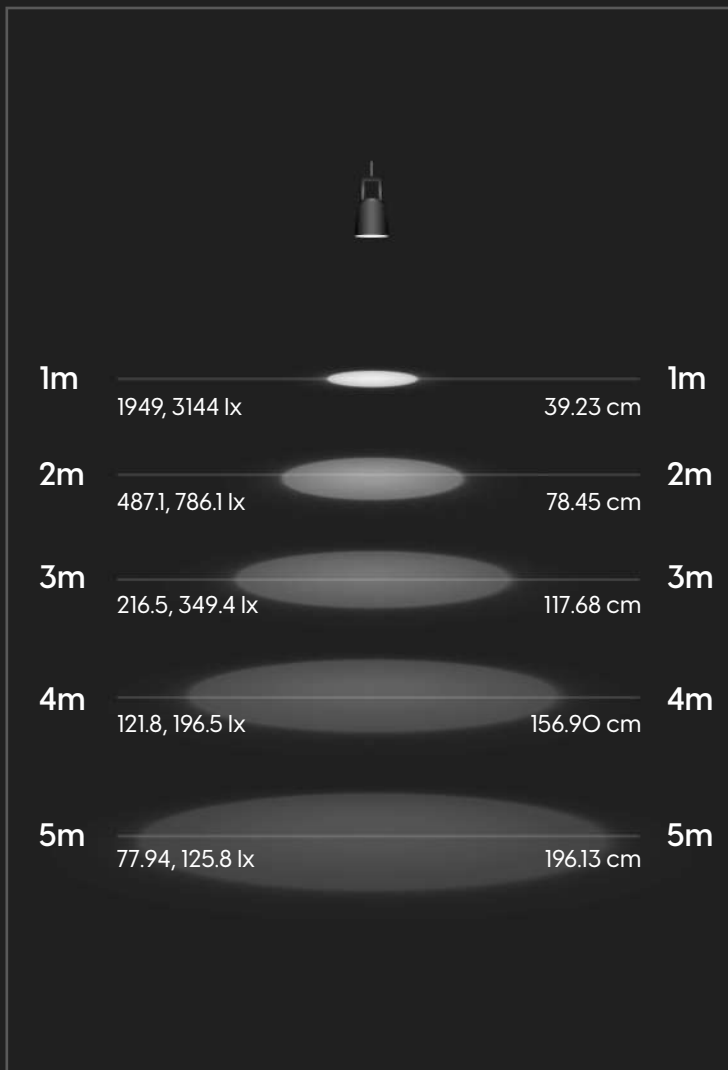 1m 1m
1949, 3144 lx 39.23 cm
2m 2m
487.1, 786.1 lx 78.45 cm
3m 3m
216.5, 349.4 lx 117.68 cm
4m 4m
121.8, 196.5 lx 156.90 cm
5m 5m
77.94, 125.8 lx 196.13 cm